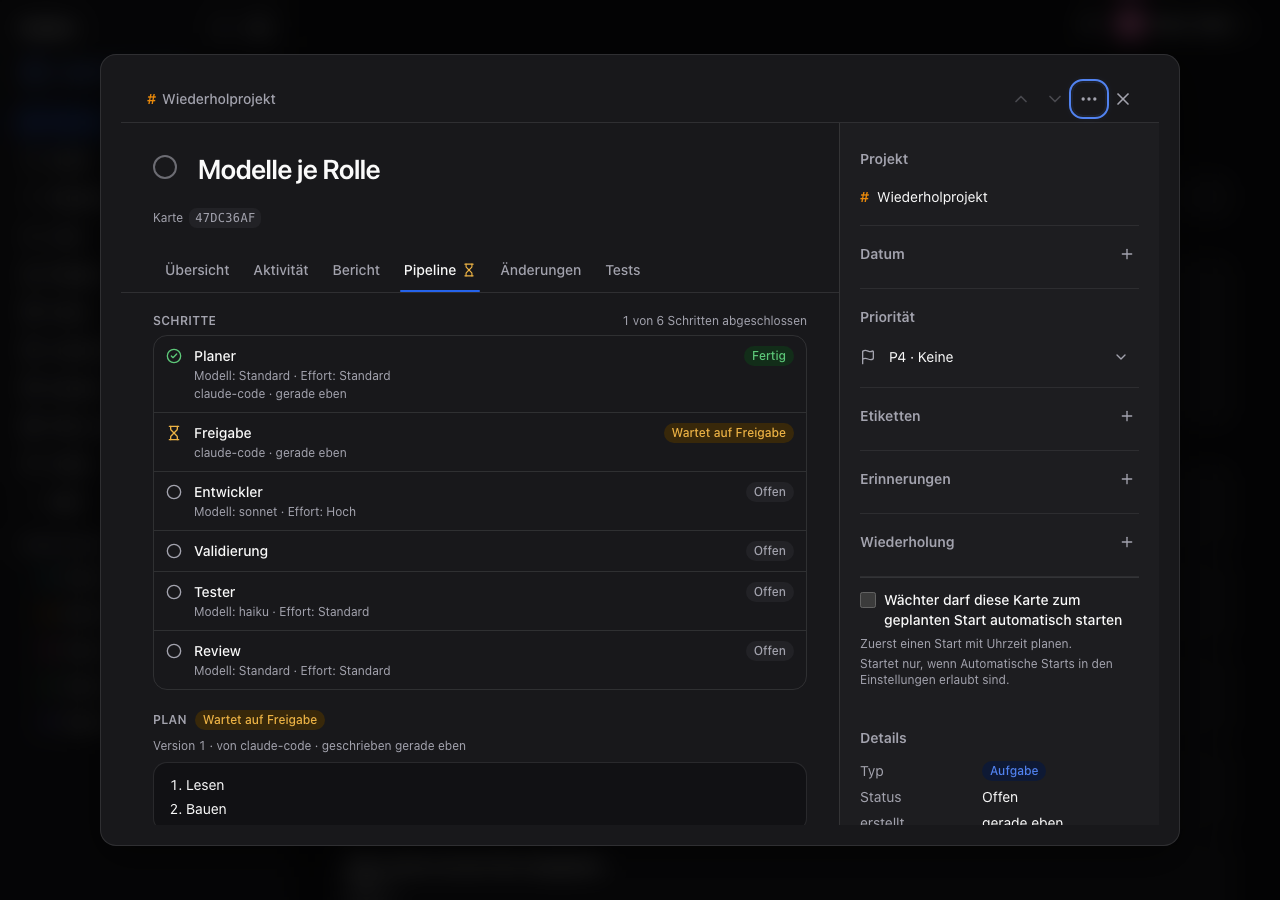 # Wiederholprojekt
Modelle je Rolle
Karte 47DC36AF
Übersicht Aktivität Bericht Pipeline Änderungen Tests
SCHRITTE 1 von 6 Schritten abgeschlossen
Planer Fertig
Modell: Standard · Effort: Standard
claude-code · gerade eben
Freigabe Wartet auf Freigabe
claude-code · gerade eben
Entwickler Offen
Modell: sonnet · Effort: Hoch
Validierung Offen
Tester Offen
Modell: haiku · Effort: Standard
Review Offen
Modell: Standard · Effort: Standard
PLAN Wartet auf Freigabe
Version 1 · von claude-code · geschrieben gerade eben
1. Lesen
2. Bauen
Projekt
# Wiederholprojekt
Datum
Priorität
P4 · Keine
Etiketten
Erinnerungen
Wiederholung
Wächter darf diese Karte zum
geplanten Start automatisch starten
Zuerst einen Start mit Uhrzeit planen.
Startet nur, wenn Automatische Starts in den
Einstellungen erlaubt sind.
Details
Typ Aufgabe
Status Offen
erstellt gerade eben